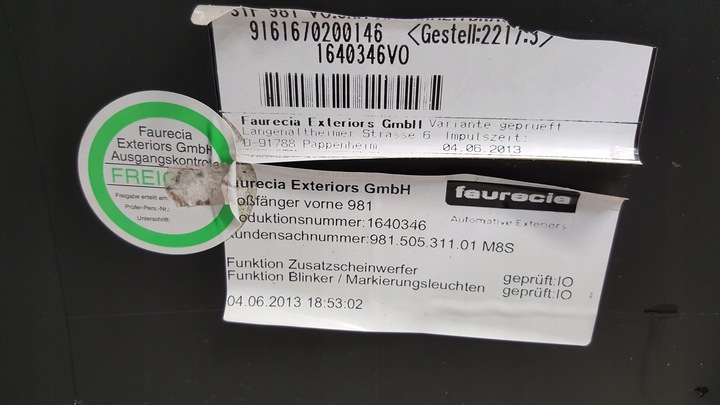 9161670200146 <Gestell:2217:3>
1640346VO
Faurecia Exteriors GmbH Variante geprueft
Langenaltheimer Strasse 6 Impulszeit:
D-91788 Pappenheim 04.06.2013
Faurecia
Exteriors GmbH
Ausgangskontrolle
FREIG
Freigabe erteilt am:
Prüfer-Pers.-Nr.:
Unterschrift:
urecia Exteriors GmbH
oßfänger vorne 981
oduktionsnummer:1640346
undensachnummer:981.505.311.01 M8S
faurecia
Automotive Exteriors
Funktion Zusatzscheinwerfer geprüft:IO
Funktion Blinker / Markierungsleuchten geprüft:IO
04.06.2013 18:53:02